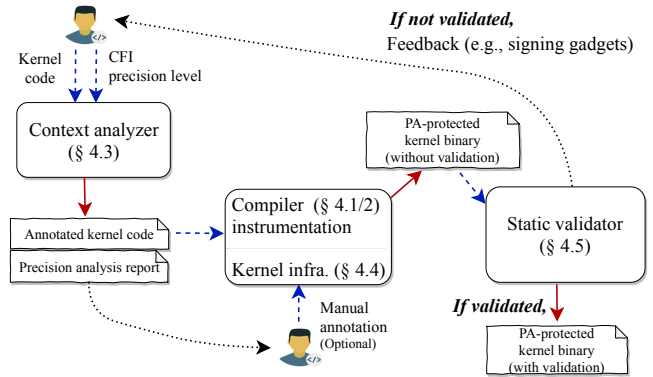 If not validated,
Feedback (e.g., signing gadgets)
Kernel
code
CFI
precision level
Context analyzer
(§ 4.3)
PA-protected
kernel binary
(without validation)
Annotated kernel code
Precision analysis report
Compiler (§ 4.1/2)
instrumentation
Kernel infra. (§ 4.4)
Static validator
(§ 4.5)
Manual
annotation
(Optional)
If validated,
PA-protected
kernel binary
(with validation)